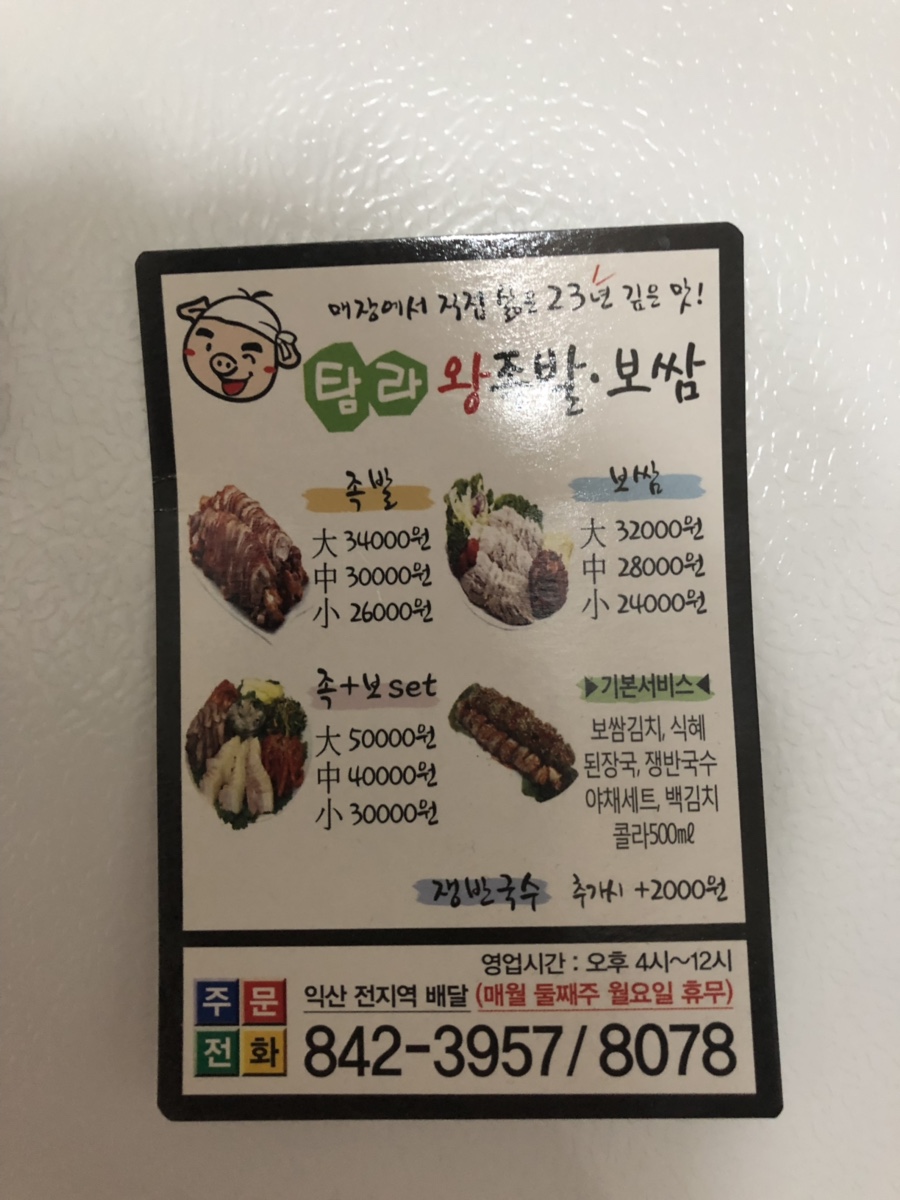 매장에서 직접 삶은 23년 깊은 맛!
탐라 왕족발·보쌈
족발
大 34000원
中 30000원
小 26000원
보쌈
大 32000원
中 28000원
小 24000원
족+보 set
大 50000원
中 40000원
小 30000원
▶기본서비스◀
보쌈김치, 식혜
된장국, 쟁반국수
야채세트, 백김치
콜라500㎖
쟁반국수 추가시 +2000원
영업시간 : 오후 4시~12시
익산 전지역 배달 (매월 둘째주 월요일 휴무)
주문
전화
842-3957/8078